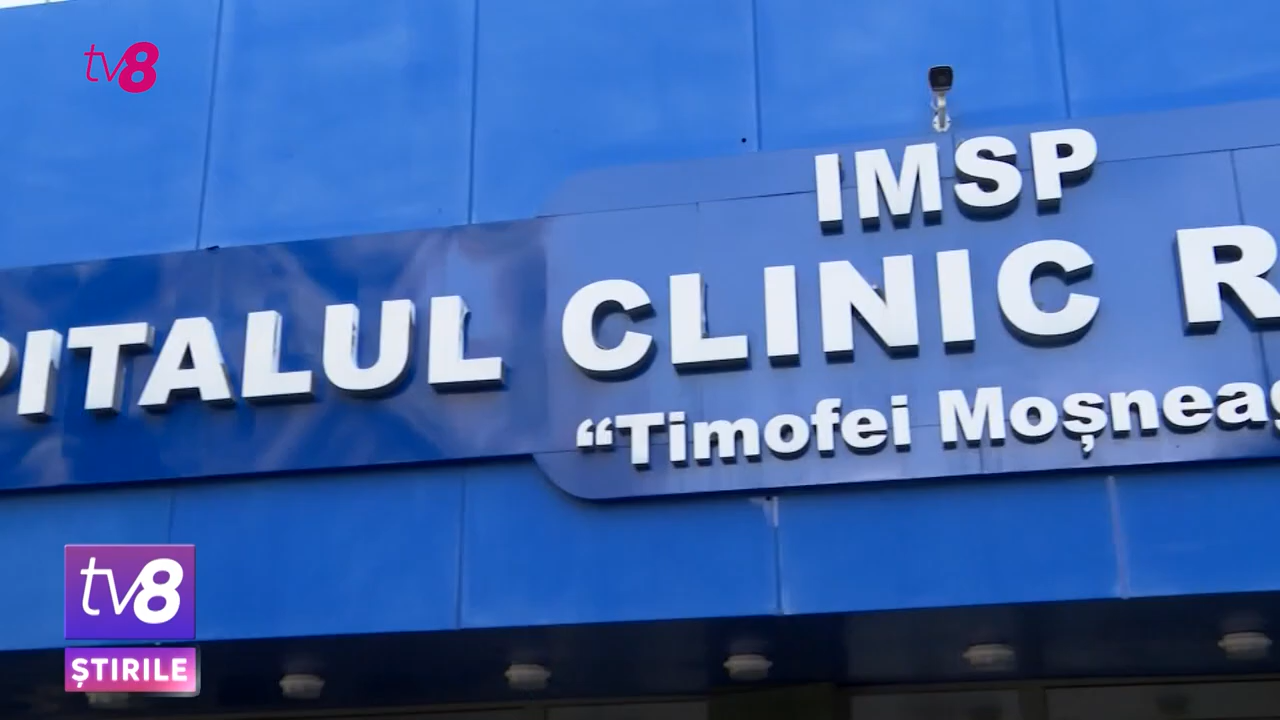 tv8
IMSP
PITALUL CLINIC R
“Timofei Moșneag
tv8
ȘTIRILE